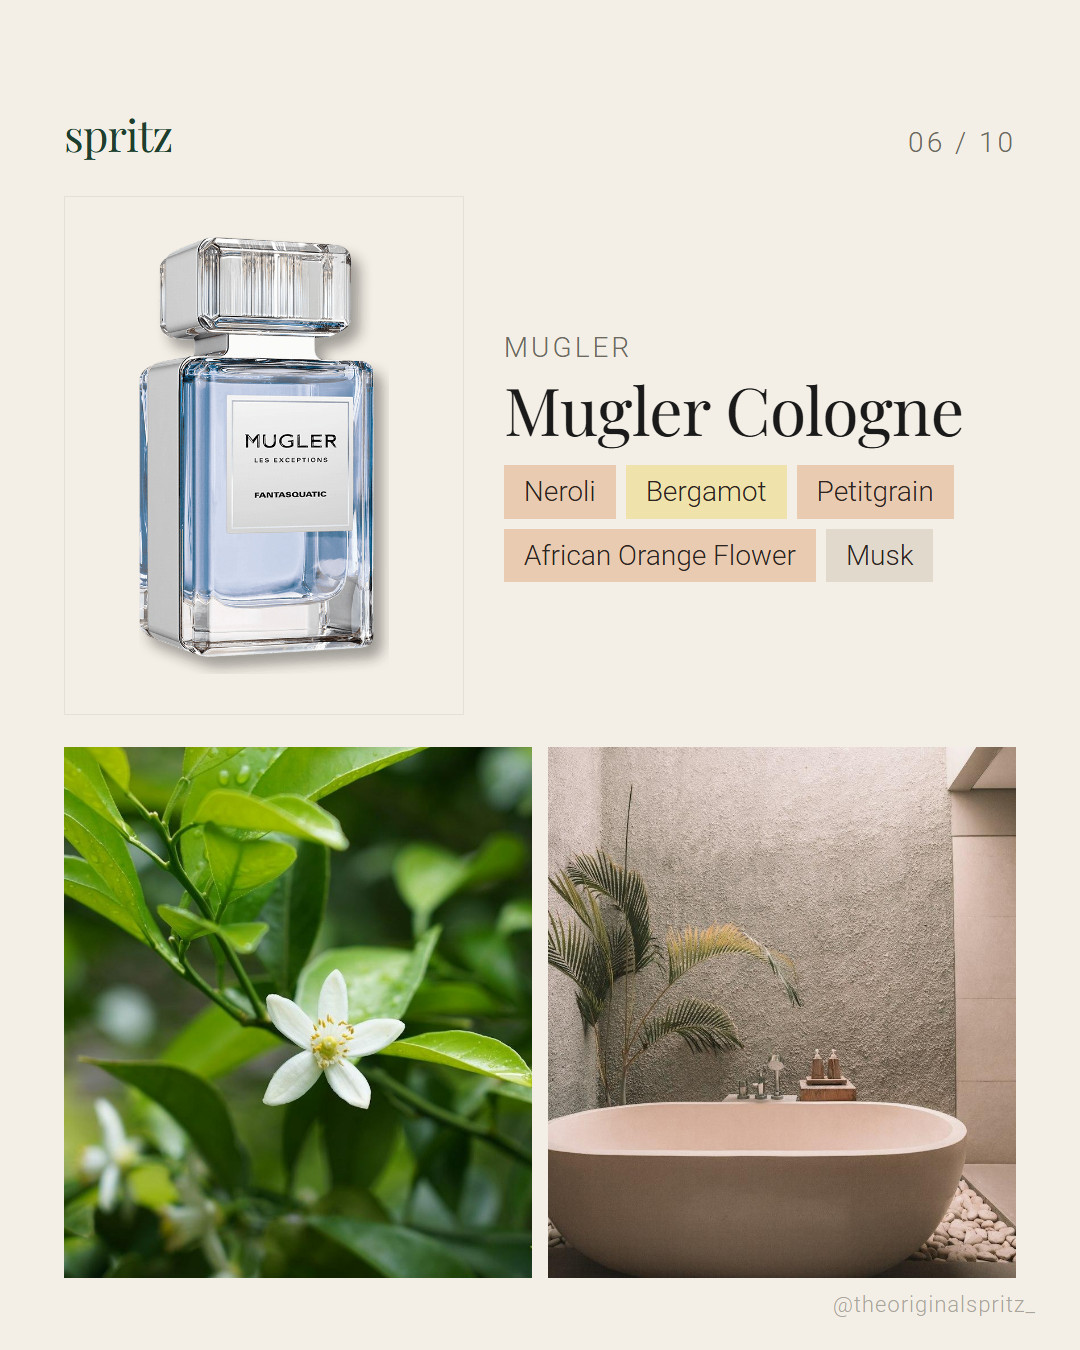 spritz
06 / 10
MUGLER
LES EXCEPTIONS
FANTASQUATIC
MUGLER
Mugler Cologne
Neroli
Bergamot
Petitgrain
African Orange Flower
Musk
@theoriginalspritz_